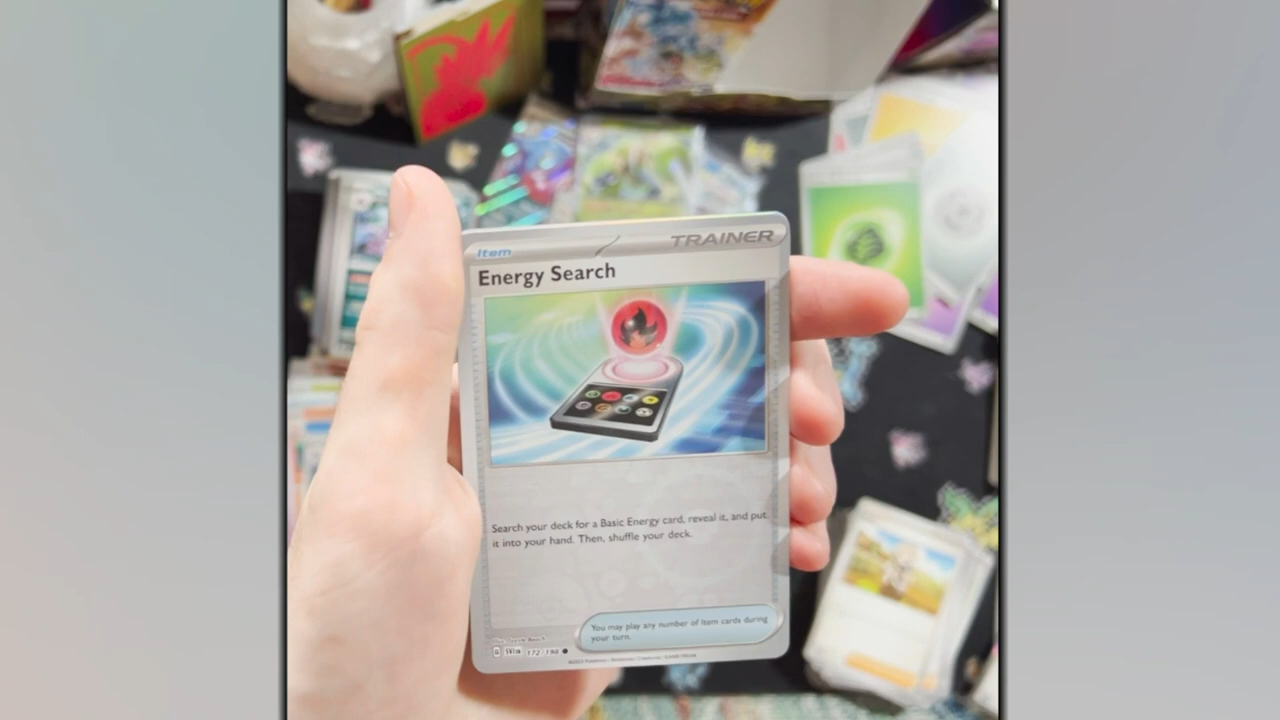 Item
TRAINER
Energy Search
Search your deck for a Basic Energy card, reveal it, and put
it into your hand. Then, shuffle your deck.
You may play any number of Item cards during
your turn.
172/198